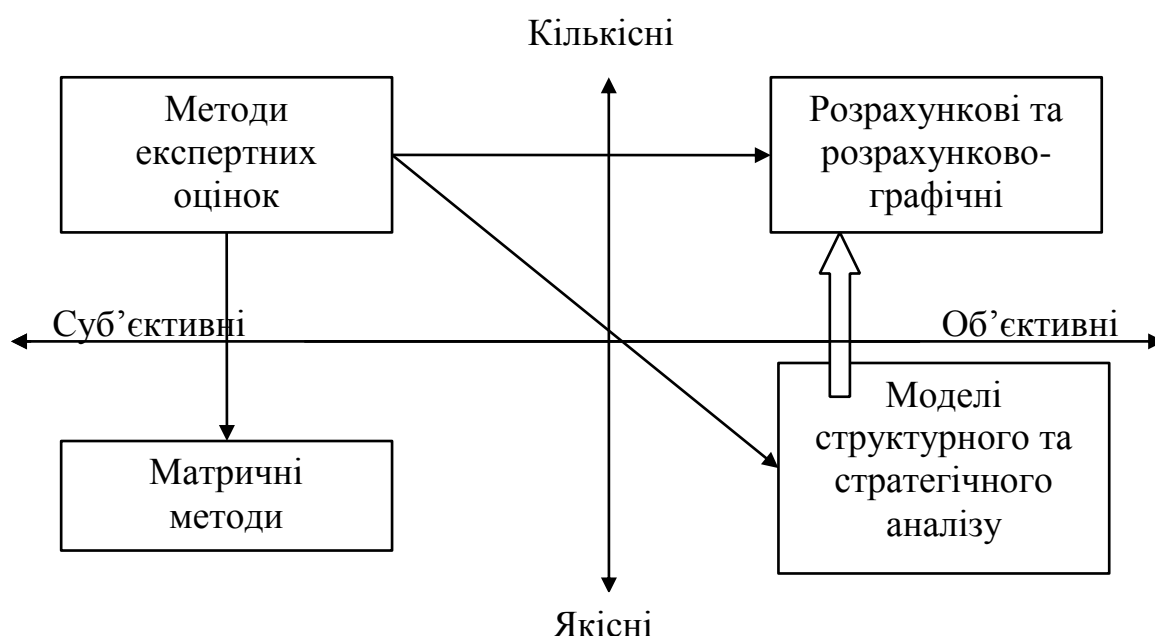 Кількісні
Методи
експертних
оцінок
Розрахункові та
розрахунково-
графічні
Суб’єктивні
Об’єктивні
Матричні
методи
Моделі
структурного та
стратегічного
аналізу
Якісні